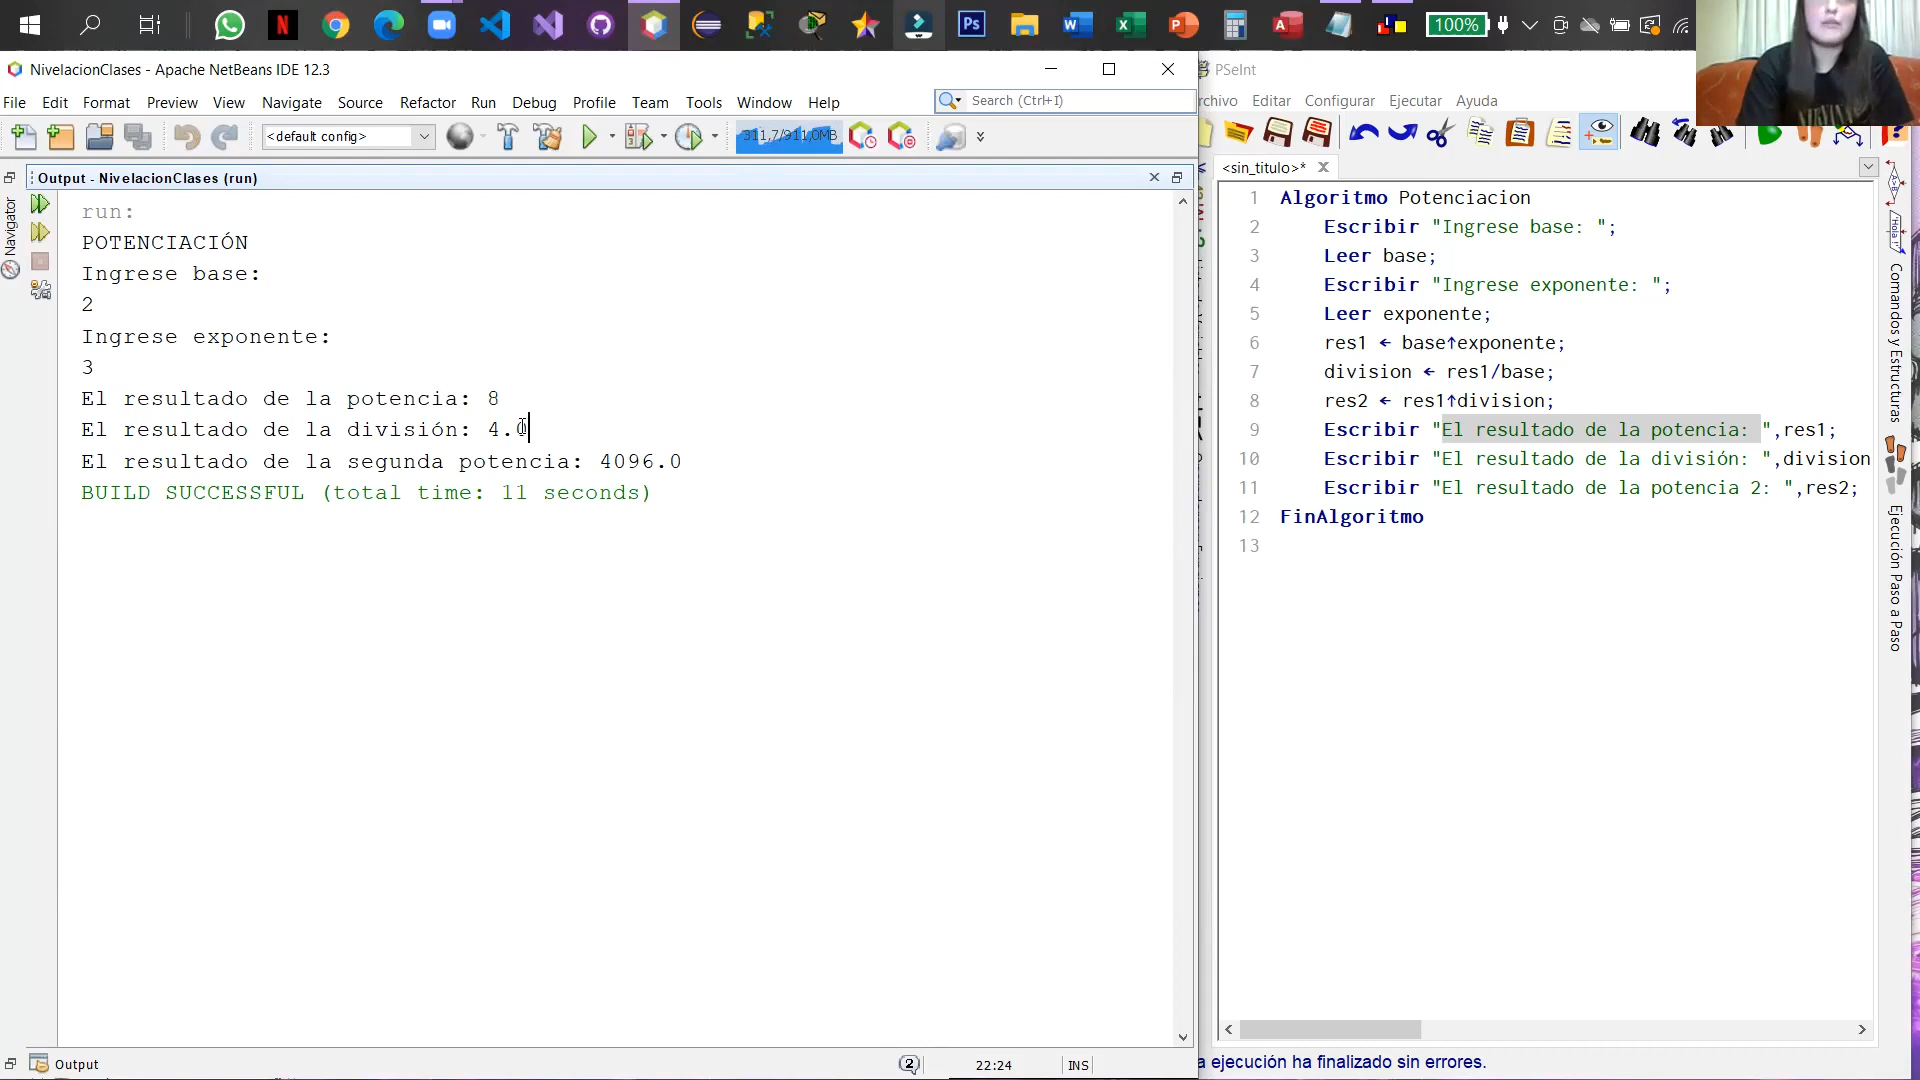 100%
NivelacionClases - Apache NetBeans IDE 12.3
File Edit Format Preview View Navigate Source Refactor Run Debug Profile Team Tools Window Help
Search (Ctrl+I)
<default config>
311,7/911,0MB
Output - NivelacionClases (run)
Navigator
run:
POTENCIACIÓN
Ingrese base:
2
Ingrese exponente:
3
El resultado de la potencia: 8
El resultado de la división: 4.0
El resultado de la segunda potencia: 4096.0
BUILD SUCCESSFUL (total time: 11 seconds)
Output
2
22:24
INS
PSeInt
rchivo Editar Configurar Ejecutar Ayuda
<sin_titulo>*
1 Algoritmo Potenciacion
2 Escribir "Ingrese base: ";
3 Leer base;
4 Escribir "Ingrese exponente: ";
5 Leer exponente;
6 res1 ← base↑exponente;
7 division ← res1/base;
8 res2 ← res1↑division;
9 Escribir "El resultado de la potencia: ",res1;
10 Escribir "El resultado de la división: ",division
11 Escribir "El resultado de la potencia 2: ",res2;
12 FinAlgoritmo
13
Comandos y Estructuras
Ejecución Paso a Paso
a ejecución ha finalizado sin errores.